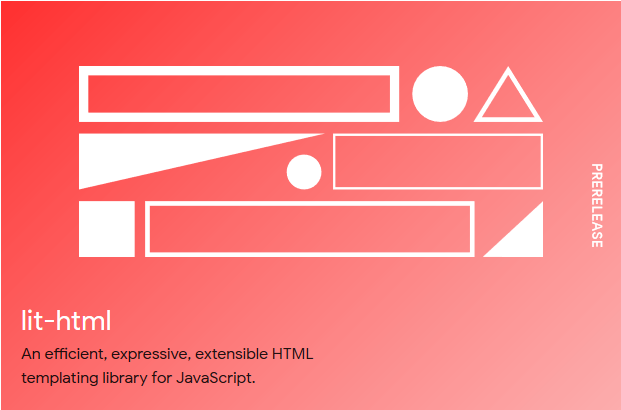 PRERELEASE
lit-html
An efficient, expressive, extensible HTML
templating library for JavaScript.